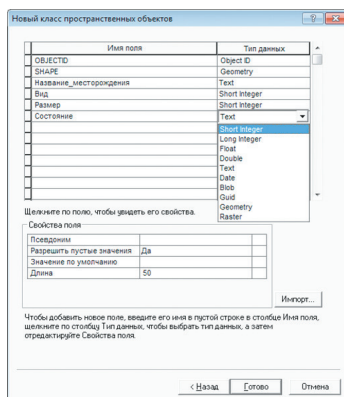 Новый класс пространственных объектов
Имя поля Тип данных
OBJECTID Object ID
SHAPE Geometry
Название_месторождения Text
Вид Short Integer
Размер Short Integer
Состояние Text
Short Integer
Long Integer
Float
Double
Text
Date
Blob
Guid
Geometry
Raster
Щелкните по полю, чтобы увидеть его свойства.
Свойства поля
Псевдоним
Разрешить пустые значения Да
Значение по умолчанию
Длина 50
Импорт...
Чтобы добавить новое поле, введите его имя в пустой строке в столбце Имя поля,
щелкните по столбцу Тип данных, чтобы выбрать тип данных, а затем
отредактируйте Свойства поля.
< Назад Готово Отмена